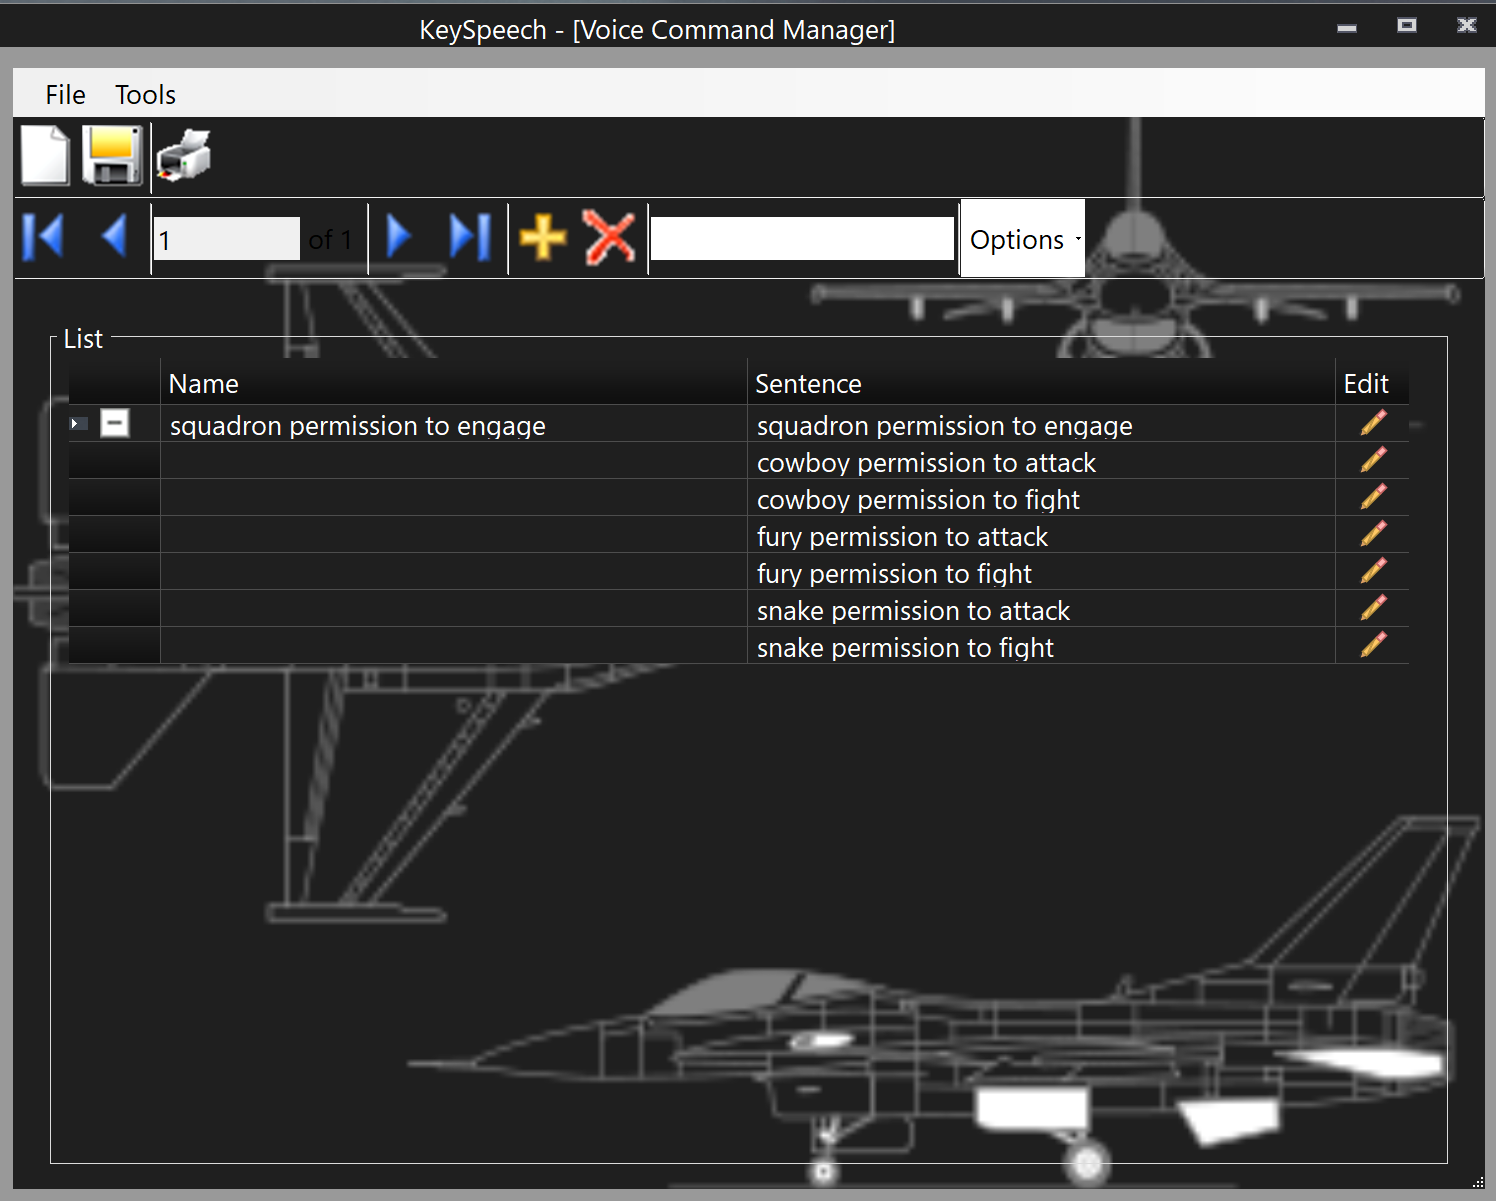 KeySpeech - [Voice Command Manager]
File Tools
1 of 1 Options
List
Name Sentence Edit
squadron permission to engage squadron permission to engage
cowboy permission to attack
cowboy permission to fight
fury permission to attack
fury permission to fight
snake permission to attack
snake permission to fight